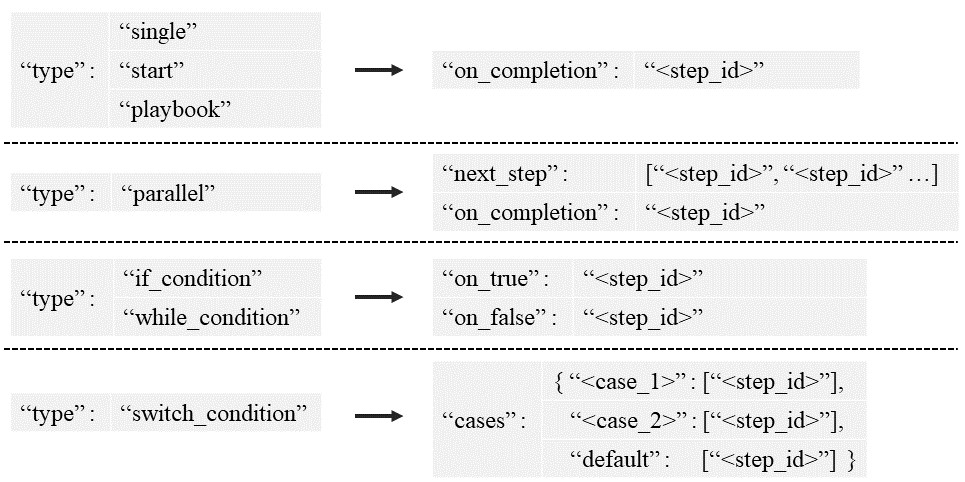 “single”
“type” : “start” “on_completion” : “<step_id>”
“playbook”
“next_step” : [“<step_id>”, “<step_id>” …]
“type” : “parallel”
“on_completion” : “<step_id>”
“if_condition” “on_true” : “<step_id>”
“type” :
“while_condition” “on_false” : “<step_id>”
{ “<case_1>” : [“<step_id>”],
“type” : “switch_condition” “cases” : “<case_2>” : [“<step_id>”],
“default” : [“<step_id>”] }